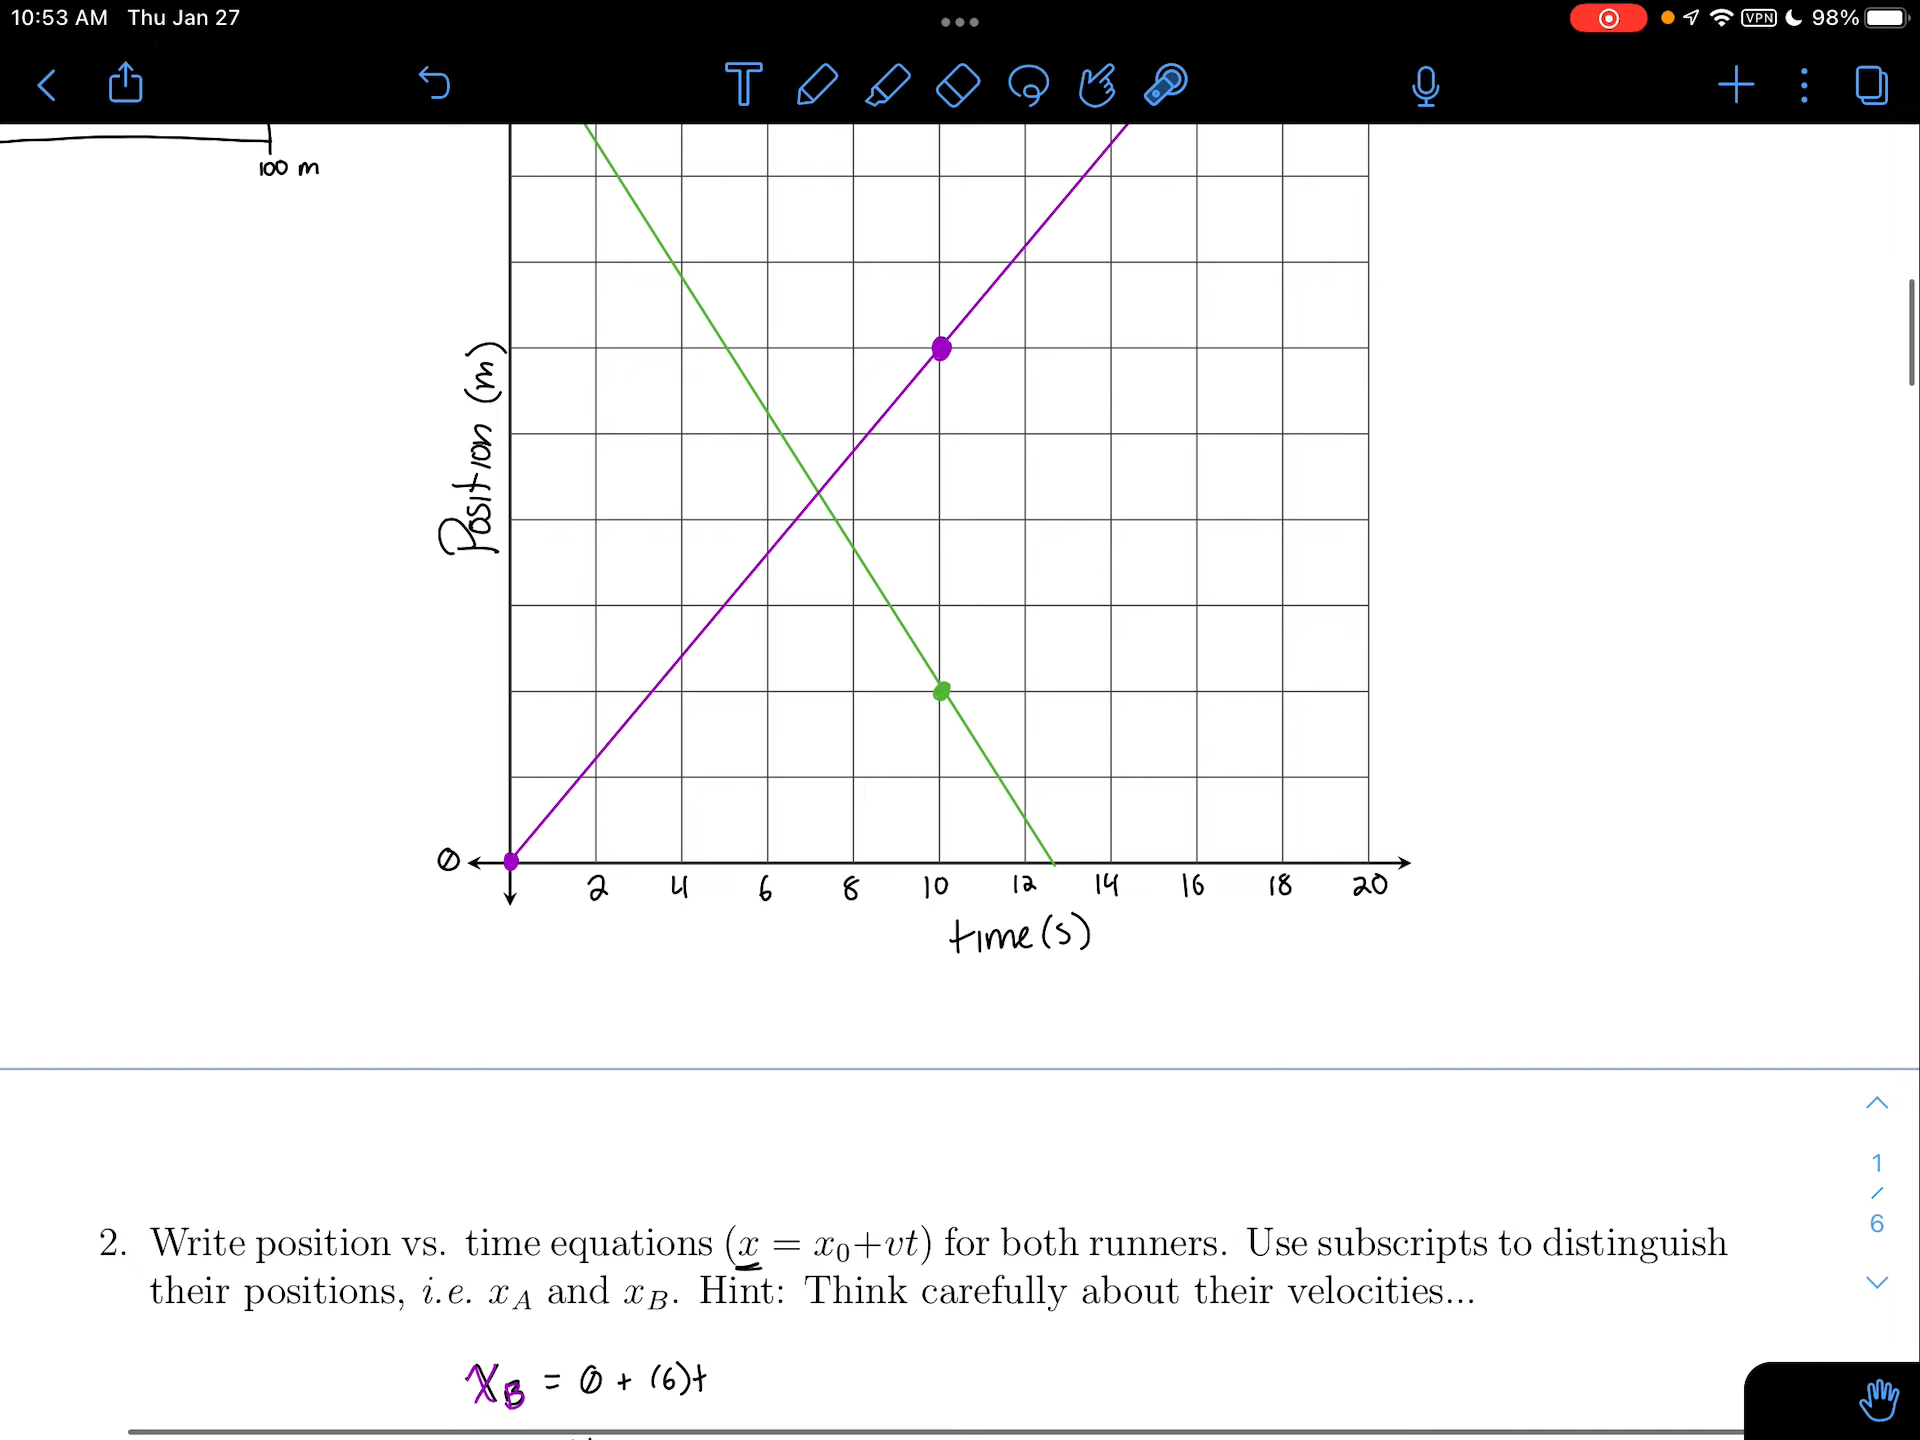 10:53 AM Thu Jan 27
VPN 98%
T
100 m
Position (m)
0
2 4 6 8 10 12 14 16 18 20
time (s)
1
/
6
2. Write position vs. time equations (x = x₀+vt) for both runners. Use subscripts to distinguish
their positions, i.e. x_A and x_B. Hint: Think carefully about their velocities...
X_B = 0 + (6)t